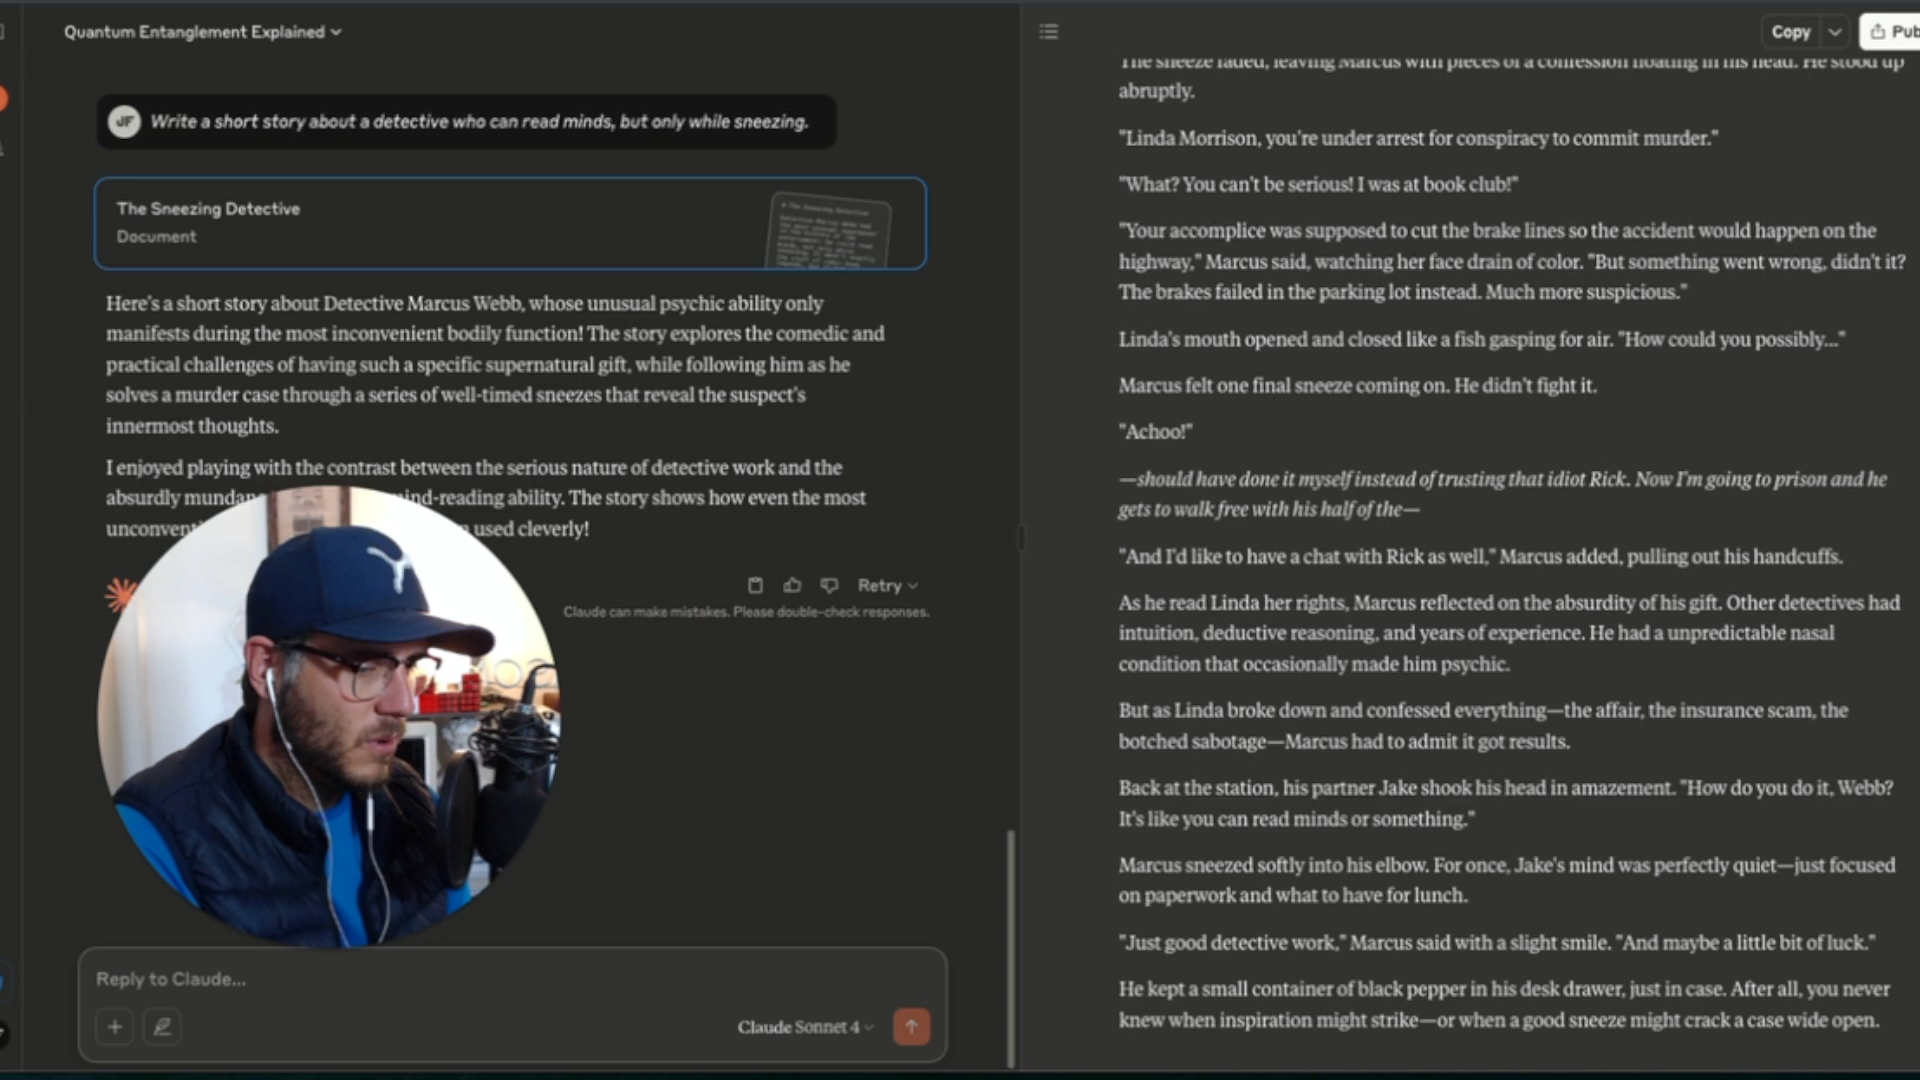 Quantum Entanglement Explained
Copy
JF
Write a short story about a detective who can read minds, but only while sneezing.
The Sneezing Detective
Document
Here's a short story about Detective Marcus Webb, whose unusual psychic ability only
manifests during the most inconvenient bodily function! The story explores the comedic and
practical challenges of having such a specific supernatural gift, while following him as he
solves a murder case through a series of well-timed sneezes that reveal the suspect's
innermost thoughts.
I enjoyed playing with the contrast between the serious nature of detective work and the
absurdly mundan ind-reading ability. The story shows how even the most
unconvent used cleverly!
Retry
Claude can make mistakes. Please double-check responses.
Reply to Claude...
Claude Sonnet 4
The sneeze faded, leaving Marcus with pieces of a confession floating in his head. He stood up
abruptly.
"Linda Morrison, you're under arrest for conspiracy to commit murder."
"What? You can't be serious! I was at book club!"
"Your accomplice was supposed to cut the brake lines so the accident would happen on the
highway," Marcus said, watching her face drain of color. "But something went wrong, didn't it?
The brakes failed in the parking lot instead. Much more suspicious."
Linda's mouth opened and closed like a fish gasping for air. "How could you possibly..."
Marcus felt one final sneeze coming on. He didn't fight it.
"Achoo!"
—should have done it myself instead of trusting that idiot Rick. Now I'm going to prison and he
gets to walk free with his half of the—
"And I'd like to have a chat with Rick as well," Marcus added, pulling out his handcuffs.
As he read Linda her rights, Marcus reflected on the absurdity of his gift. Other detectives had
intuition, deductive reasoning, and years of experience. He had a unpredictable nasal
condition that occasionally made him psychic.
But as Linda broke down and confessed everything—the affair, the insurance scam, the
botched sabotage—Marcus had to admit it got results.
Back at the station, his partner Jake shook his head in amazement. "How do you do it, Webb?
It's like you can read minds or something."
Marcus sneezed softly into his elbow. For once, Jake's mind was perfectly quiet—just focused
on paperwork and what to have for lunch.
"Just good detective work," Marcus said with a slight smile. "And maybe a little bit of luck."
He kept a small container of black pepper in his desk drawer, just in case. After all, you never
knew when inspiration might strike—or when a good sneeze might crack a case wide open.